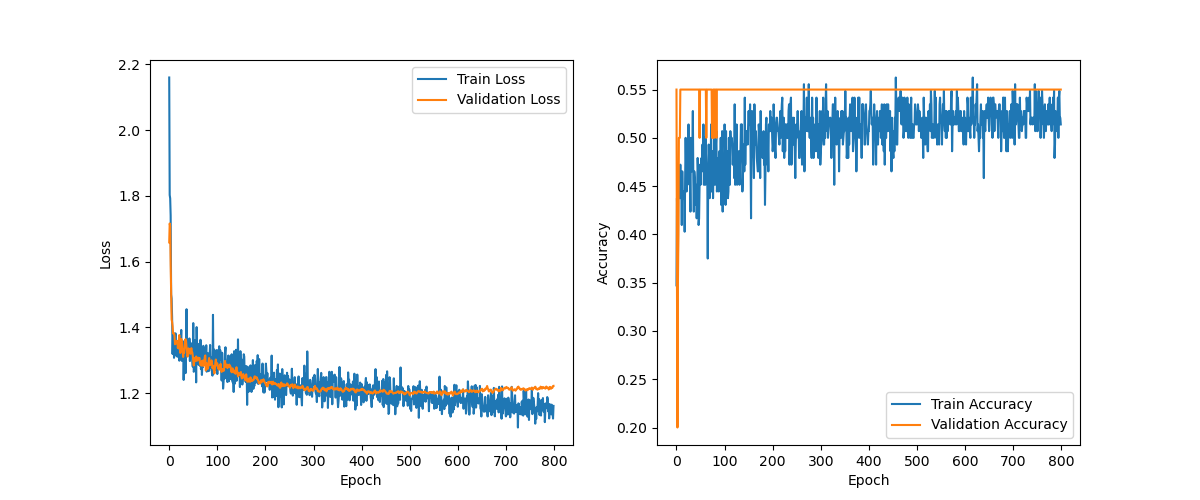 2.2
2.0
1.8
1.6
1.4
1.2
Loss
0 100 200 300 400 500 600 700 800
Epoch
Train Loss
Validation Loss
0.55
0.50
0.45
0.40
0.35
0.30
0.25
0.20
Accuracy
0 100 200 300 400 500 600 700 800
Epoch
Train Accuracy
Validation Accuracy